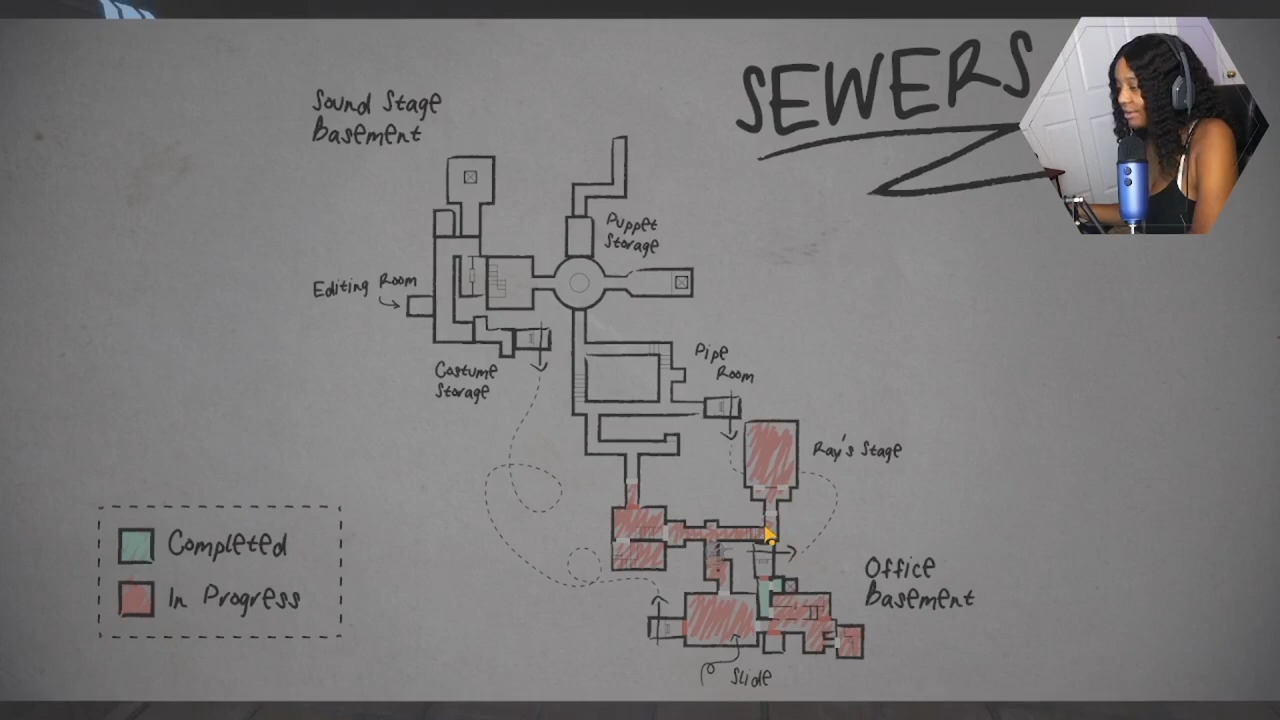 SEWERS
Sound Stage
Basement
Puppet
Storage
Editing Room
Costume
Storage
Pipe
Room
Ray's Stage
Completed
In Progress
Office
Basement
Slide